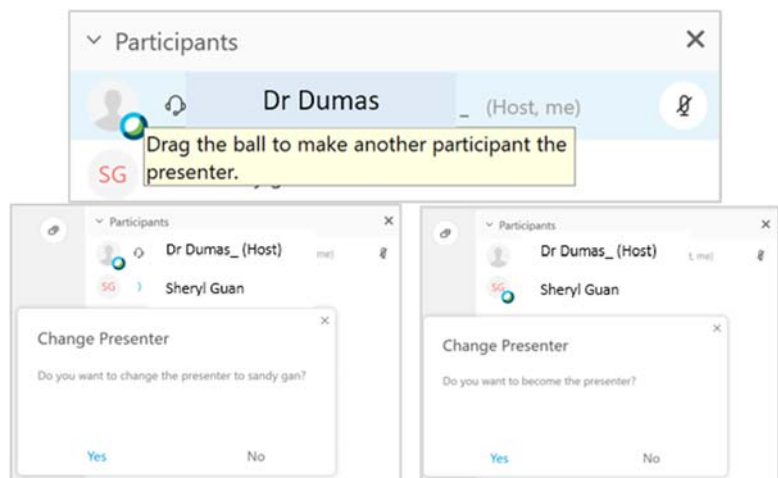 Participants
Dr Dumas _ (Host, me)
Drag the ball to make another participant the
presenter.
SG
Participants
Dr Dumas_ (Host) me)
SG Sheryl Guan
Change Presenter
Do you want to change the presenter to sandy gan?
Yes No
Participants
Dr Dumas_ (Host) t, me)
SG Sheryl Guan
Change Presenter
Do you want to become the presenter?
Yes No